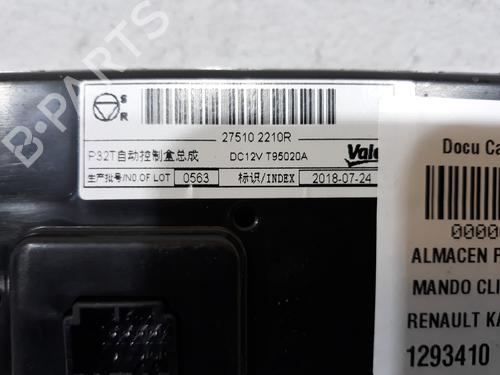 B-PARTS
S
R
27510 2210R
P32T自动控制盒总成 DC12V T95020A
生产批号/NO.OF LOT 0563 标识/INDEX 2018-07-24
Docu Ca
ALMACEN
MANDO CLI
RENAULT KA
1293410